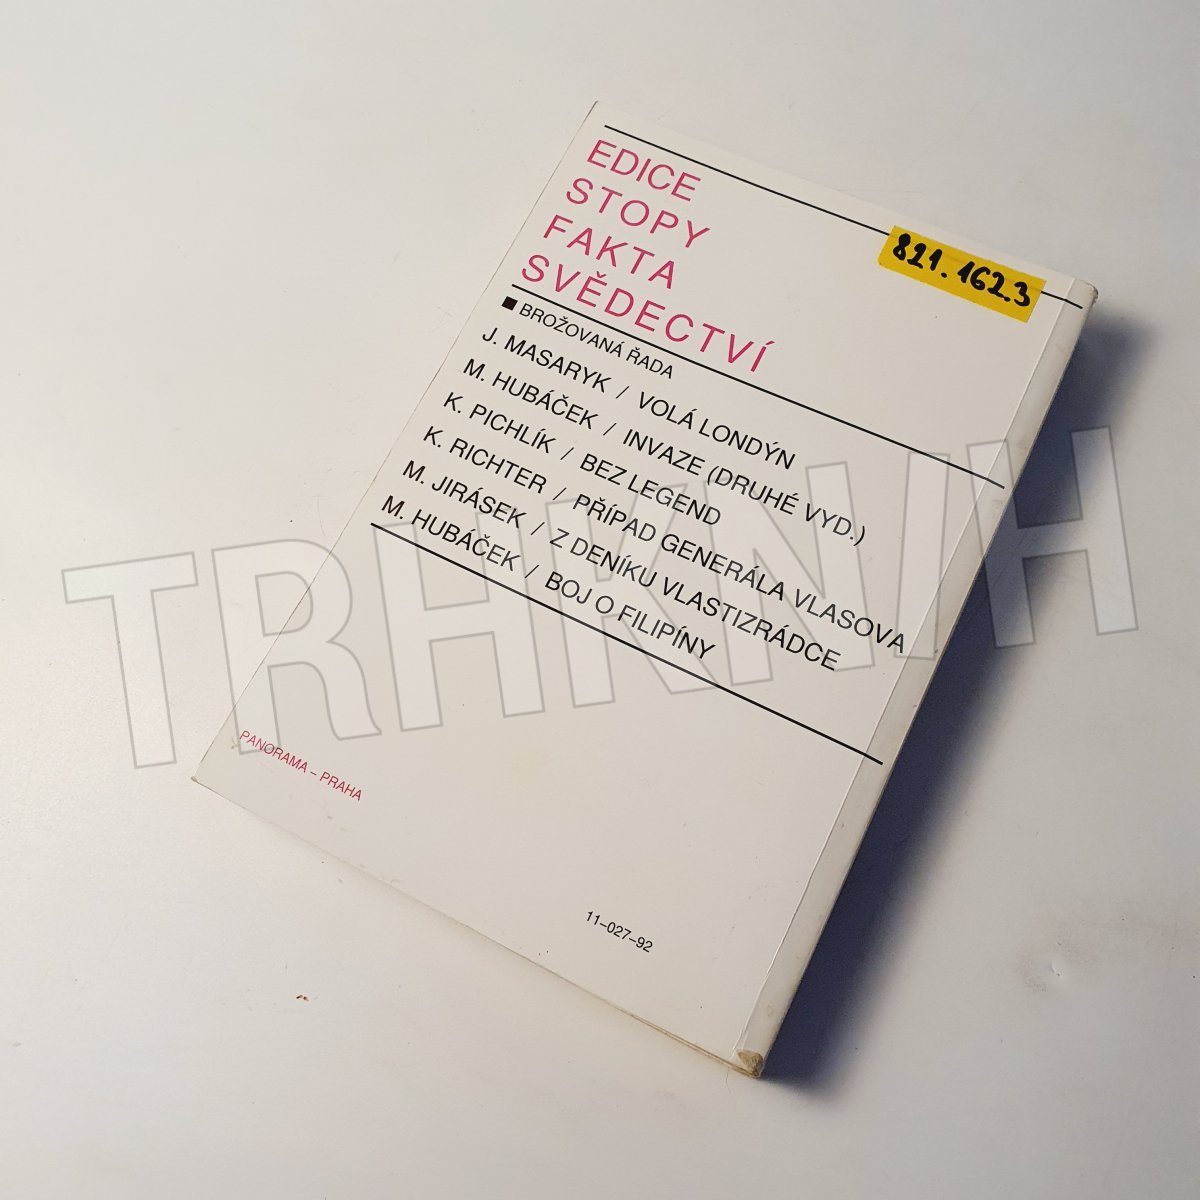 EDICE
STOPY
FAKTA
SVĚDECTVÍ
821.162.3
■ BROŽOVANÁ ŘADA
J. MASARYK / VOLÁ LONDÝN
M. HUBÁČEK / INVAZE (DRUHÉ VYD.)
K. PICHLÍK / BEZ LEGEND
K. RICHTER / PŘÍPAD GENERÁLA VLASOVA
M. JIRÁSEK / Z DENÍKU VLASTIZRÁDCE
M. HUBÁČEK / BOJ O FILIPÍNY
PANORAMA – PRAHA
11–027–92
TRHKNIH